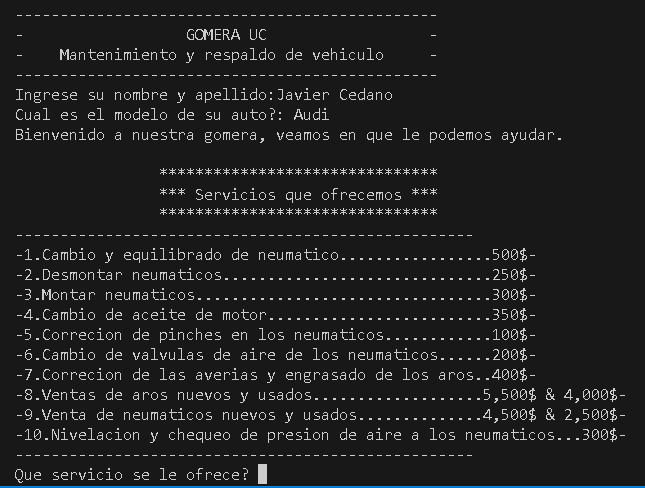 -----------------------------------------------
-                  GOMERA UC                  -
-    Mantenimiento y respaldo de vehiculo     -
-----------------------------------------------
Ingrese su nombre y apellido:Javier Cedano
Cual es el modelo de su auto?: Audi
Bienvenido a nuestra gomera, veamos en que le podemos ayudar.
*******************************
*** Servicios que ofrecemos ***
*******************************
---------------------------------------------------
-1.Cambio y equilibrado de neumatico.................500$-
-2.Desmontar neumaticos..............................250$-
-3.Montar neumaticos.................................300$-
-4.Cambio de aceite de motor.........................350$-
-5.Correcion de pinches en los neumaticos............100$-
-6.Cambio de valvulas de aire de los neumaticos......200$-
-7.Correcion de las averias y engrasado de los aros..400$-
-8.Ventas de aros nuevos y usados...................5,500$ & 4,000$-
-9.Venta de neumaticos nuevos y usados..............4,500$ & 2,500$-
-10.Nivelacion y chequeo de presion de aire a los neumaticos...300$-
---------------------------------------------------
Que servicio se le ofrece?